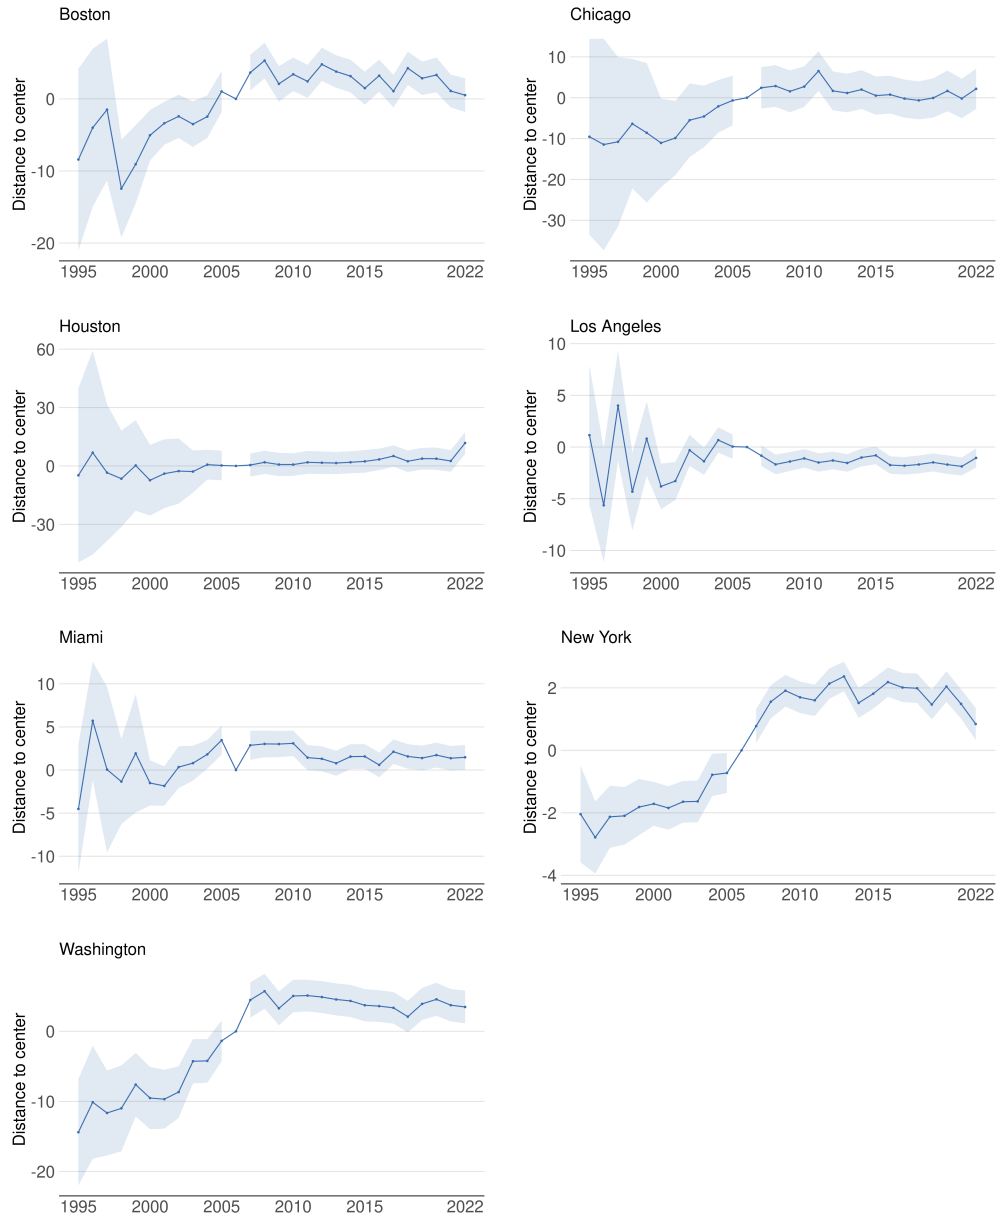 Boston
Distance to center
0
-10
-20
1995 2000 2005 2010 2015 2022
Chicago
Distance to center
10
0
-10
-20
-30
1995 2000 2005 2010 2015 2022
Houston
Distance to center
60
30
0
-30
1995 2000 2005 2010 2015 2022
Los Angeles
Distance to center
10
5
0
-5
-10
1995 2000 2005 2010 2015 2022
Miami
Distance to center
10
5
0
-5
-10
1995 2000 2005 2010 2015 2022
New York
Distance to center
2
0
-2
-4
1995 2000 2005 2010 2015 2022
Washington
Distance to center
0
-10
-20
1995 2000 2005 2010 2015 2022